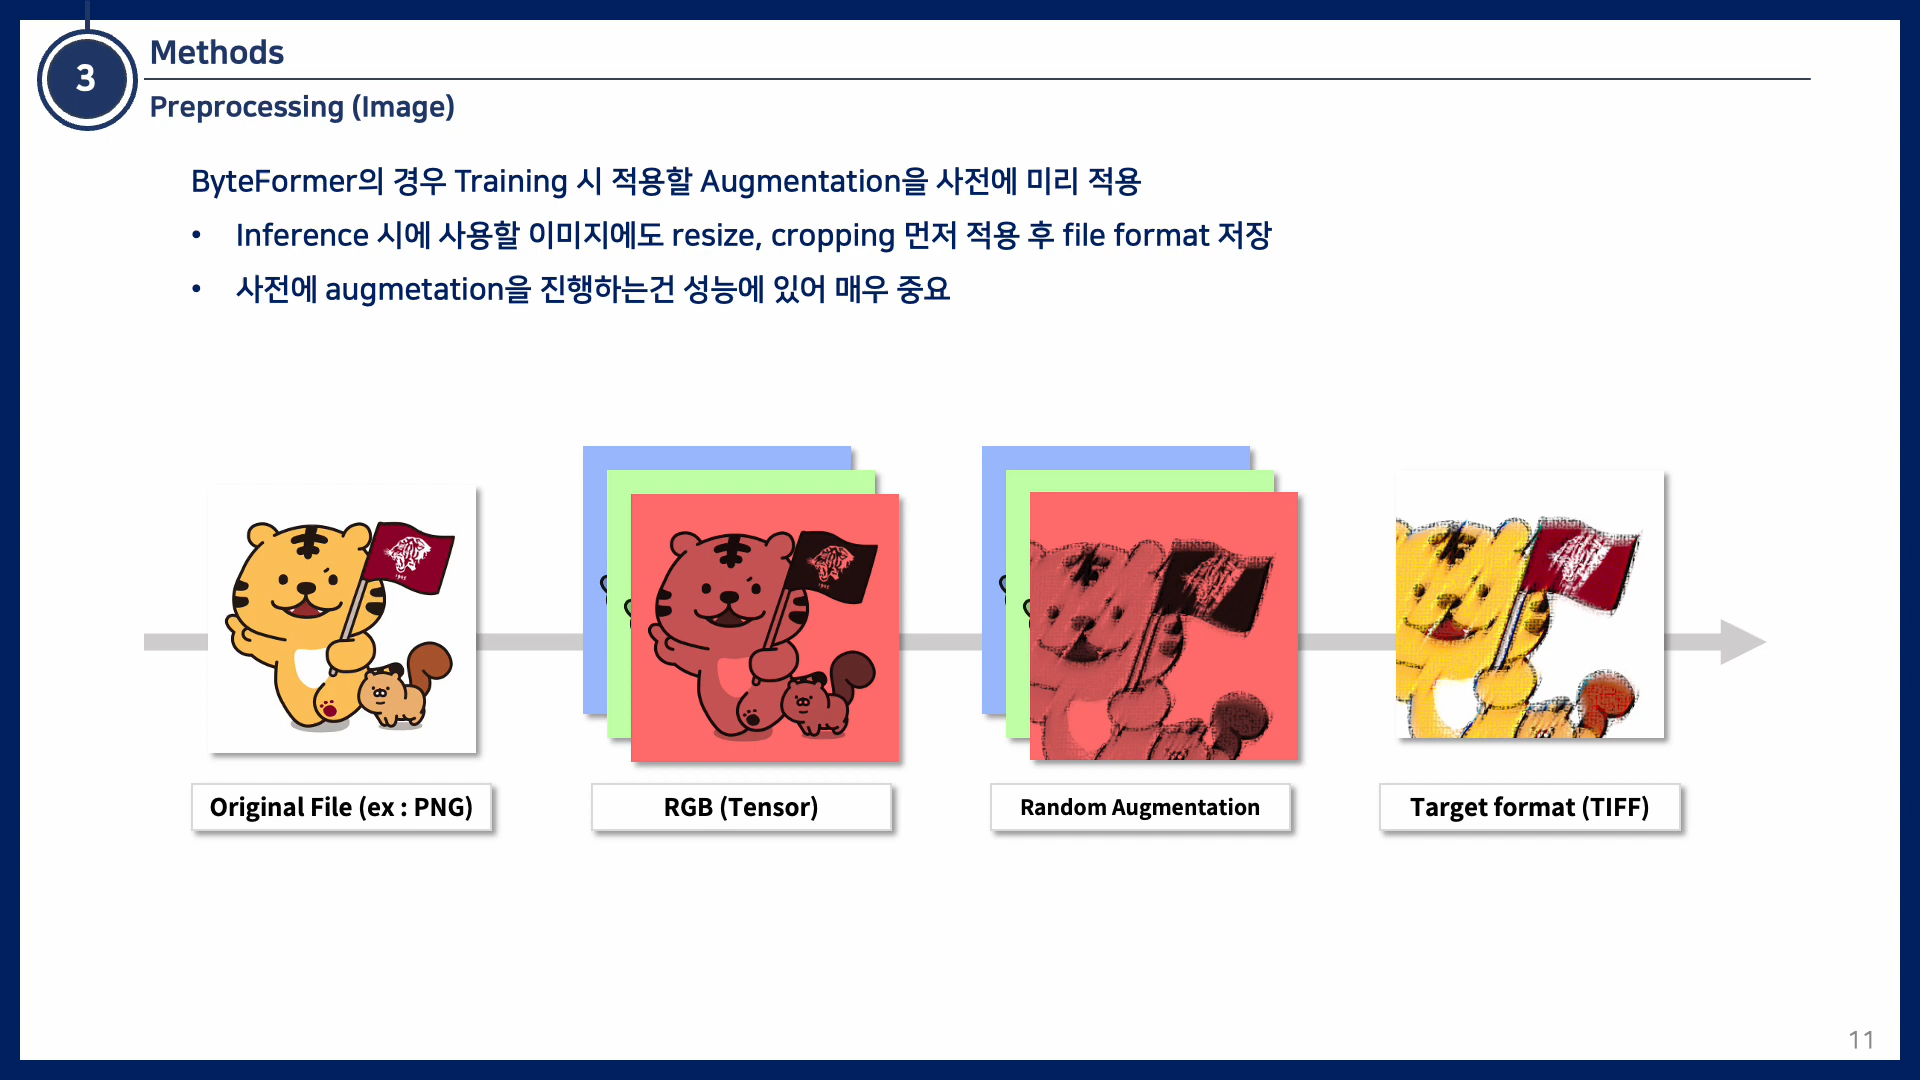 3
Methods
Preprocessing (Image)
ByteFormer의 경우 Training 시 적용할 Augmentation을 사전에 미리 적용
• Inference 시에 사용할 이미지에도 resize, cropping 먼저 적용 후 file format 저장
• 사전에 augmetation을 진행하는건 성능에 있어 매우 중요
Original File (ex : PNG)
RGB (Tensor)
Random Augmentation
Target format (TIFF)
11